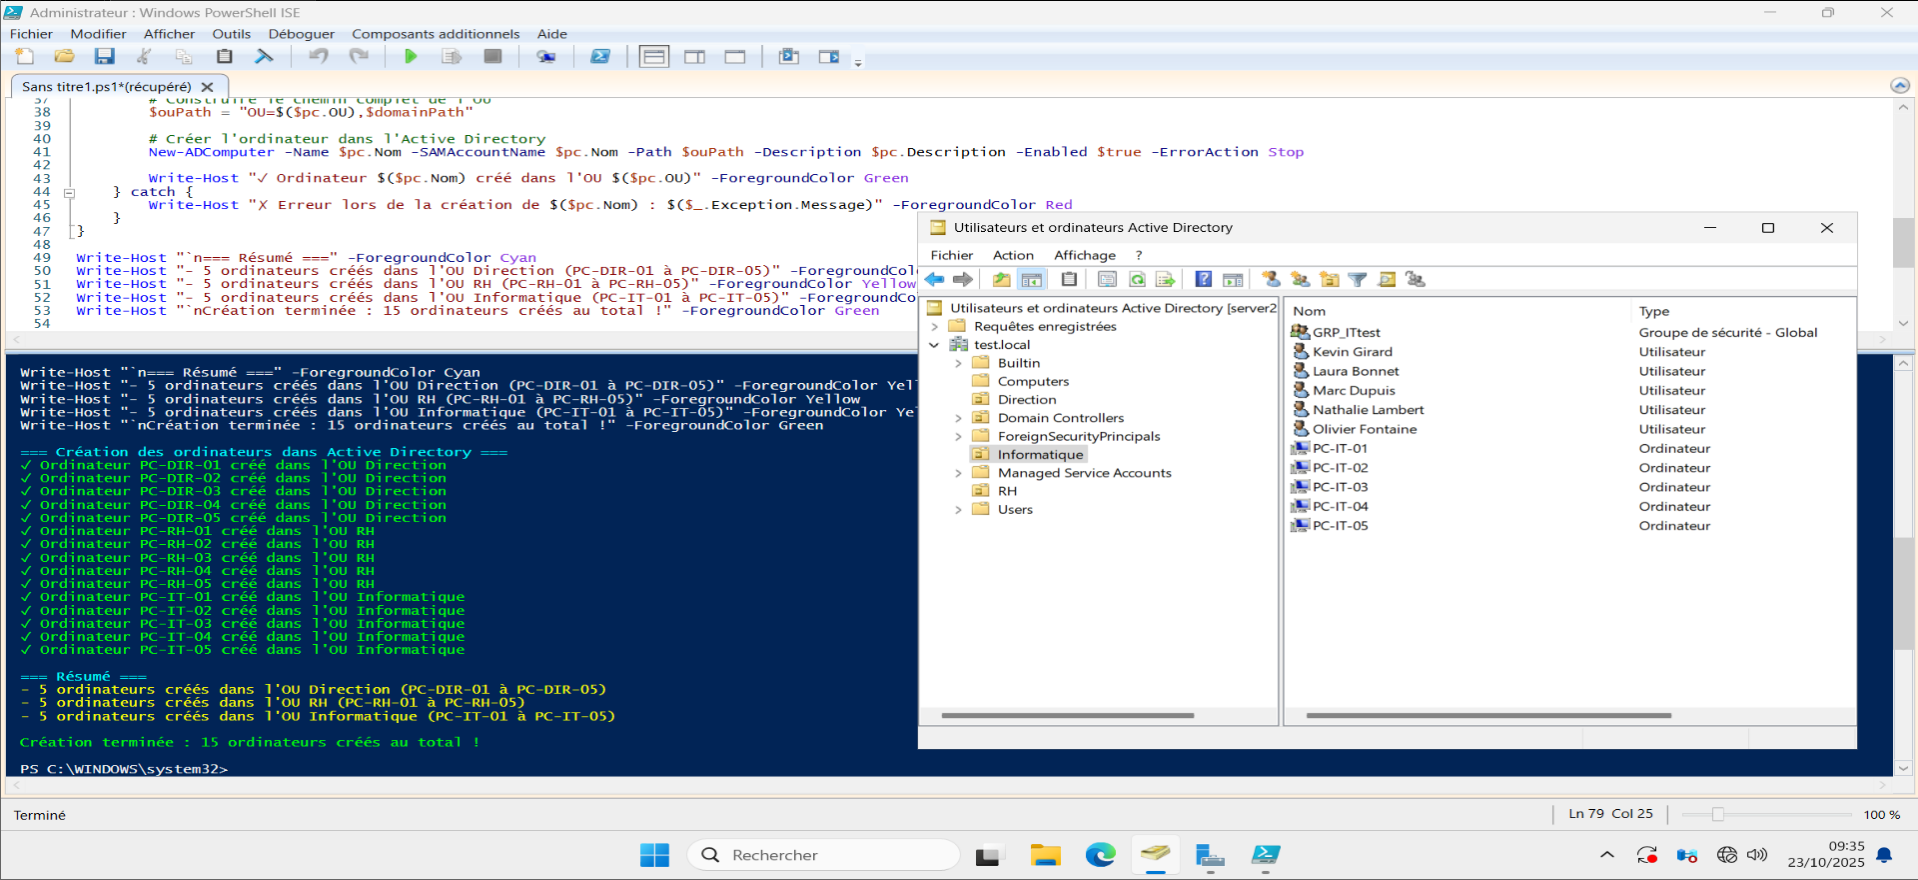 Administrateur : Windows PowerShell ISE
Fichier Modifier Afficher Outils Déboguer Composants additionnels Aide
Sans titre1.ps1*(récupéré)
37 # Construire le chemin complet de l'OU
38 $ouPath = "OU=$($pc.OU),$domainPath"
39
40 # Créer l'ordinateur dans l'Active Directory
41 New-ADComputer -Name $pc.Nom -SAMAccountName $pc.Nom -Path $ouPath -Description $pc.Description -Enabled $true -ErrorAction Stop
42
43 Write-Host "✓ Ordinateur $($pc.Nom) créé dans l'OU $($pc.OU)" -ForegroundColor Green
44 } catch {
45 Write-Host "✗ Erreur lors de la création de $($pc.Nom) : $($_.Exception.Message)" -ForegroundColor Red
46 }
47 }
48
49 Write-Host "`n=== Résumé ===" -ForegroundColor Cyan
50 Write-Host "- 5 ordinateurs créés dans l'OU Direction (PC-DIR-01 à PC-DIR-05)" -ForegroundCol
51 Write-Host "- 5 ordinateurs créés dans l'OU RH (PC-RH-01 à PC-RH-05)" -ForegroundColor Yellow
52 Write-Host "- 5 ordinateurs créés dans l'OU Informatique (PC-IT-01 à PC-IT-05)" -ForegroundCo
53 Write-Host "`nCréation terminée : 15 ordinateurs créés au total !" -ForegroundColor Green
54
Write-Host "`n=== Résumé ===" -ForegroundColor Cyan
Write-Host "- 5 ordinateurs créés dans l'OU Direction (PC-DIR-01 à PC-DIR-05)" -ForegroundColor Yel
Write-Host "- 5 ordinateurs créés dans l'OU RH (PC-RH-01 à PC-RH-05)" -ForegroundColor Yellow
Write-Host "- 5 ordinateurs créés dans l'OU Informatique (PC-IT-01 à PC-IT-05)" -ForegroundColor Ye
Write-Host "`nCréation terminée : 15 ordinateurs créés au total !" -ForegroundColor Green
=== Création des ordinateurs dans Active Directory ===
✓ Ordinateur PC-DIR-01 créé dans l'OU Direction
✓ Ordinateur PC-DIR-02 créé dans l'OU Direction
✓ Ordinateur PC-DIR-03 créé dans l'OU Direction
✓ Ordinateur PC-DIR-04 créé dans l'OU Direction
✓ Ordinateur PC-DIR-05 créé dans l'OU Direction
✓ Ordinateur PC-RH-01 créé dans l'OU RH
✓ Ordinateur PC-RH-02 créé dans l'OU RH
✓ Ordinateur PC-RH-03 créé dans l'OU RH
✓ Ordinateur PC-RH-04 créé dans l'OU RH
✓ Ordinateur PC-RH-05 créé dans l'OU RH
✓ Ordinateur PC-IT-01 créé dans l'OU Informatique
✓ Ordinateur PC-IT-02 créé dans l'OU Informatique
✓ Ordinateur PC-IT-03 créé dans l'OU Informatique
✓ Ordinateur PC-IT-04 créé dans l'OU Informatique
✓ Ordinateur PC-IT-05 créé dans l'OU Informatique
=== Résumé ===
- 5 ordinateurs créés dans l'OU Direction (PC-DIR-01 à PC-DIR-05)
- 5 ordinateurs créés dans l'OU RH (PC-RH-01 à PC-RH-05)
- 5 ordinateurs créés dans l'OU Informatique (PC-IT-01 à PC-IT-05)
Création terminée : 15 ordinateurs créés au total !
PS C:\WINDOWS\system32>
Utilisateurs et ordinateurs Active Directory
Fichier Action Affichage ?
Utilisateurs et ordinateurs Active Directory [server2
Requêtes enregistrées
test.local
Builtin
Computers
Direction
Domain Controllers
ForeignSecurityPrincipals
Informatique
Managed Service Accounts
RH
Users
Nom Type
GRP_ITtest Groupe de sécurité - Global
Kevin Girard Utilisateur
Laura Bonnet Utilisateur
Marc Dupuis Utilisateur
Nathalie Lambert Utilisateur
Olivier Fontaine Utilisateur
PC-IT-01 Ordinateur
PC-IT-02 Ordinateur
PC-IT-03 Ordinateur
PC-IT-04 Ordinateur
PC-IT-05 Ordinateur
Terminé Ln 79 Col 25 100 %
Rechercher
09:35
23/10/2025